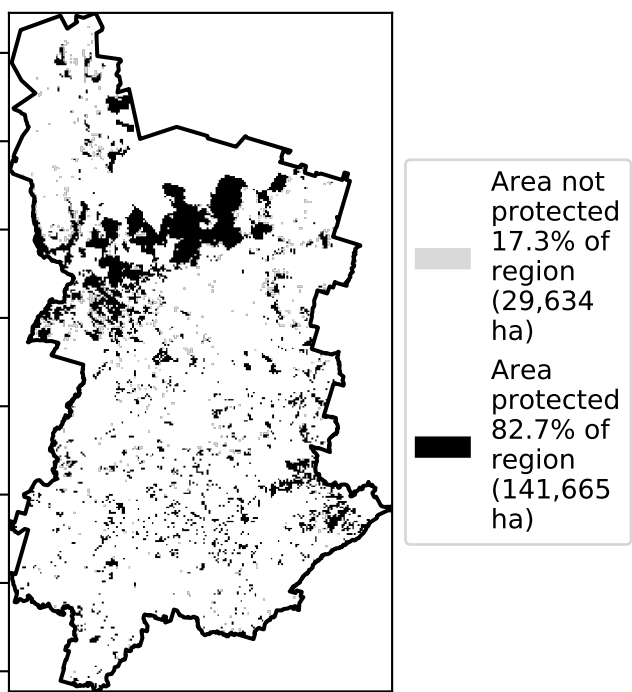 Area not
protected
17.3% of
region
(29,634
ha)
Area
protected
82.7% of
region
(141,665
ha)